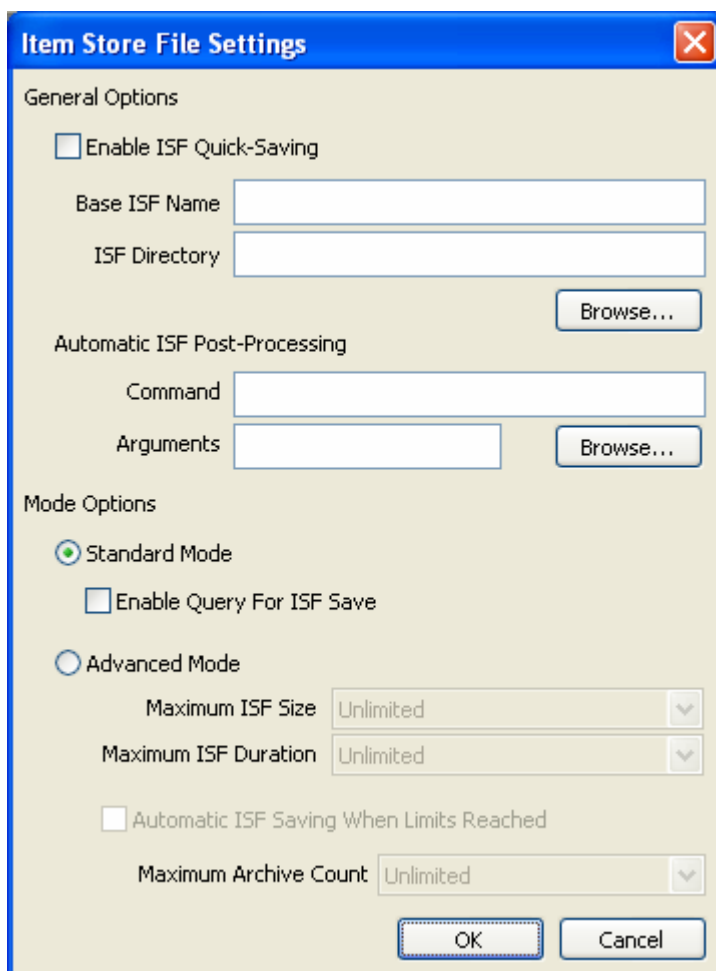 Item Store File Settings
General Options
Enable ISF Quick-Saving
Base ISF Name
ISF Directory
Browse...
Automatic ISF Post-Processing
Command
Arguments
Browse...
Mode Options
Standard Mode
Enable Query For ISF Save
Advanced Mode
Maximum ISF Size Unlimited
Maximum ISF Duration Unlimited
Automatic ISF Saving When Limits Reached
Maximum Archive Count Unlimited
OK Cancel